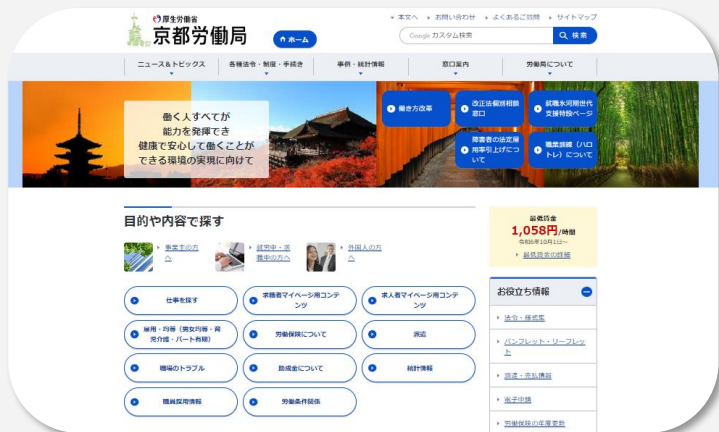 厚生労働省
京都労働局
ホーム
本文へ お問い合わせ よくあるご質問 サイトマップ
Google カスタム検索
検索
ニュース&トピックス 各種法令・制度・手続き 事例・統計情報 窓口案内 労働局について
働く人すべてが
能力を発揮でき
健康で安心して働くことが
できる環境の実現に向けて
働き方改革
改正法個別相談
窓口
就職氷河期世代
支援特設ページ
障害者の法定雇
用率引上げにつ
いて
職業訓練(ハロ
トレ)について
目的や内容で探す
事業主の方
へ
就労中・求
職中の方へ
外国人の方
へ
仕事を探す
求職者マイページ用コンテ
ンツ
求人者マイページ用コンテ
ンツ
雇用・均等(男女均等・育
児介護・パート有期)
労働保険について
派遣
職場のトラブル
助成金について
統計情報
職員採用情報
労働条件関係
最低賃金
1,058円/時間
令和6年10月1日~
最低賃金の詳細
お役立ち情報
法令・様式集
パンフレット・リーフレッ
ト
調達・売払情報
電子申請
労働保険の年度更新